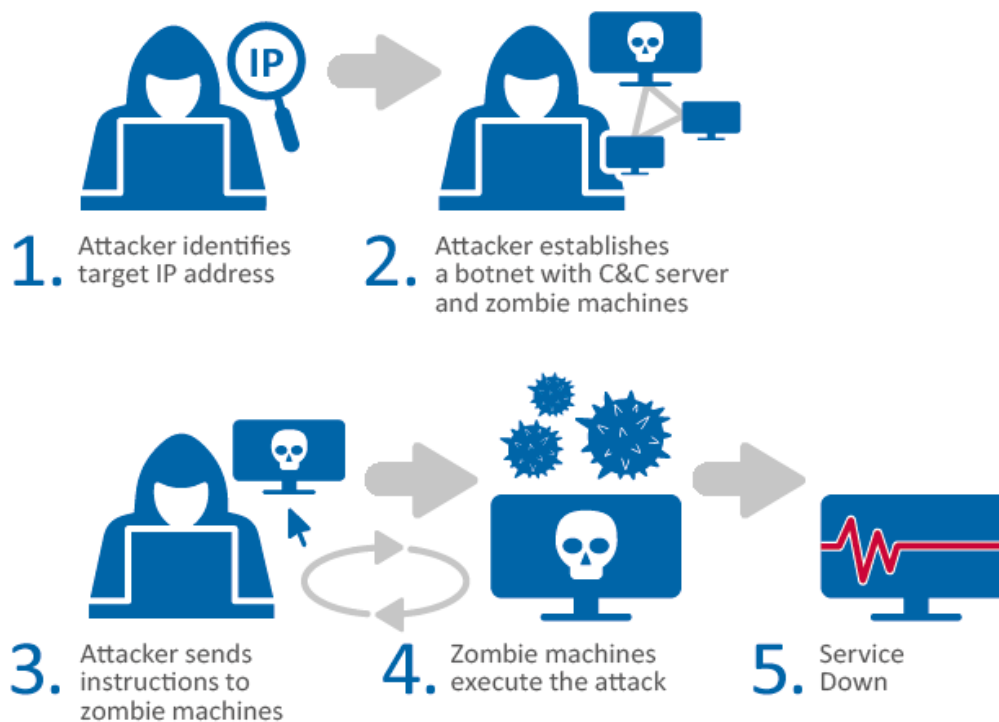 IP
1. Attacker identifies
target IP address
2. Attacker establishes
a botnet with C&C server
and zombie machines
3. Attacker sends
instructions to
zombie machines
4. Zombie machines
execute the attack
5. Service
Down